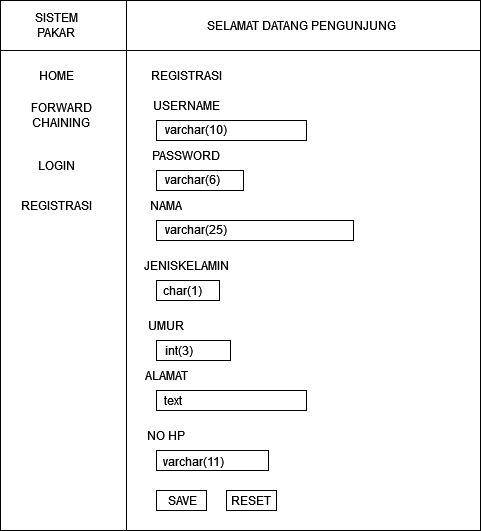 SISTEM
PAKAR
SELAMAT DATANG PENGUNJUNG
HOME
FORWARD
CHAINING
LOGIN
REGISTRASI
REGISTRASI
USERNAME
varchar(10)
PASSWORD
varchar(6)
NAMA
varchar(25)
JENISKELAMIN
char(1)
UMUR
int(3)
ALAMAT
text
NO HP
varchar(11)
SAVE
RESET